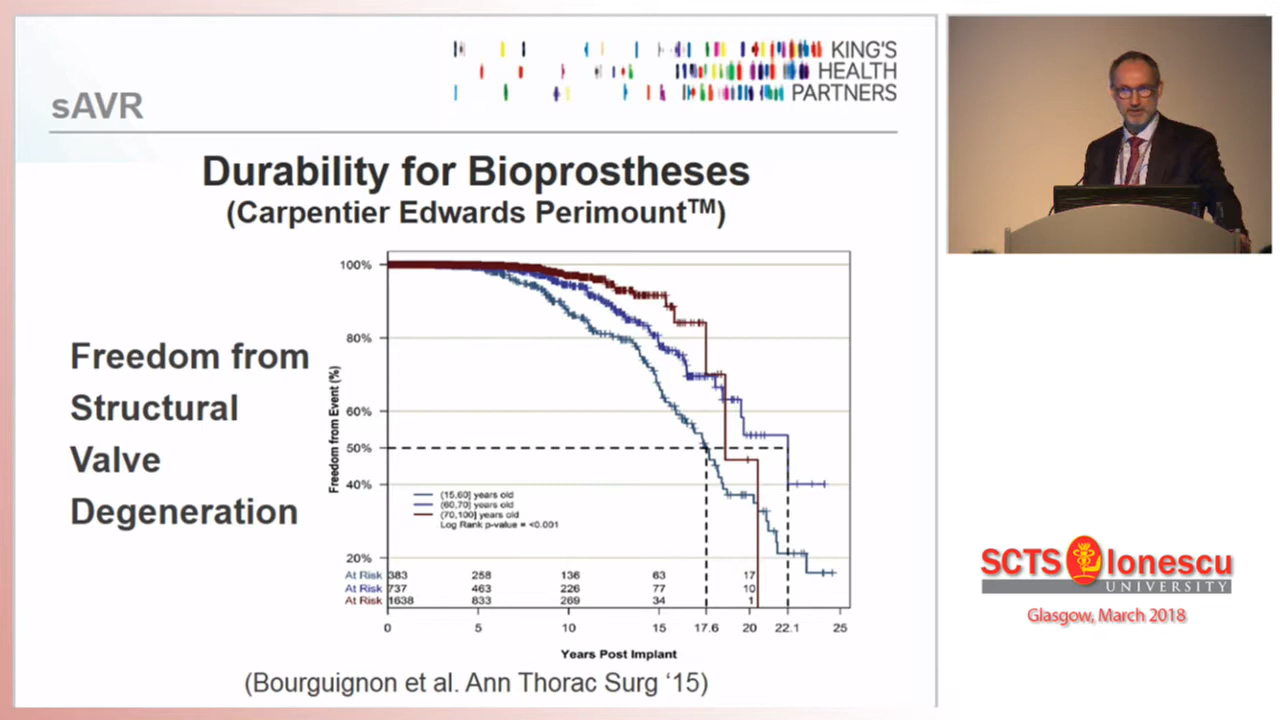 KING'S
HEALTH
PARTNERS
sAVR
Durability for Bioprostheses
(Carpentier Edwards Perimount™)
Freedom from
Structural
Valve
Degeneration
Freedom from Event (%)
100%
80%
60%
50%
40%
20%
(15,60] years old
(60,70] years old
(70,100] years old
Log Rank p-value = <0.001
At Risk 383 258 136 63 17
At Risk 737 463 226 77 10
At Risk 1638 833 269 34 1
0 5 10 15 17.6 20 22.1 25
Years Post Implant
(Bourguignon et al. Ann Thorac Surg ‘15)
SCTS Ionescu
UNIVERSITY
Glasgow, March 2018